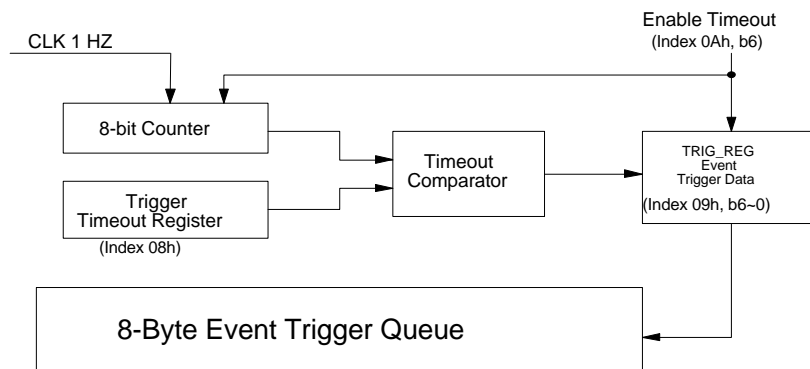 Enable Timeout
(Index 0Ah, b6)
CLK 1 HZ
8-bit Counter
Timeout
Comparator
TRIG_REG
Event
Trigger Data
(Index 09h, b6~0)
Trigger
Timeout Register
(Index 08h)
8-Byte Event Trigger Queue